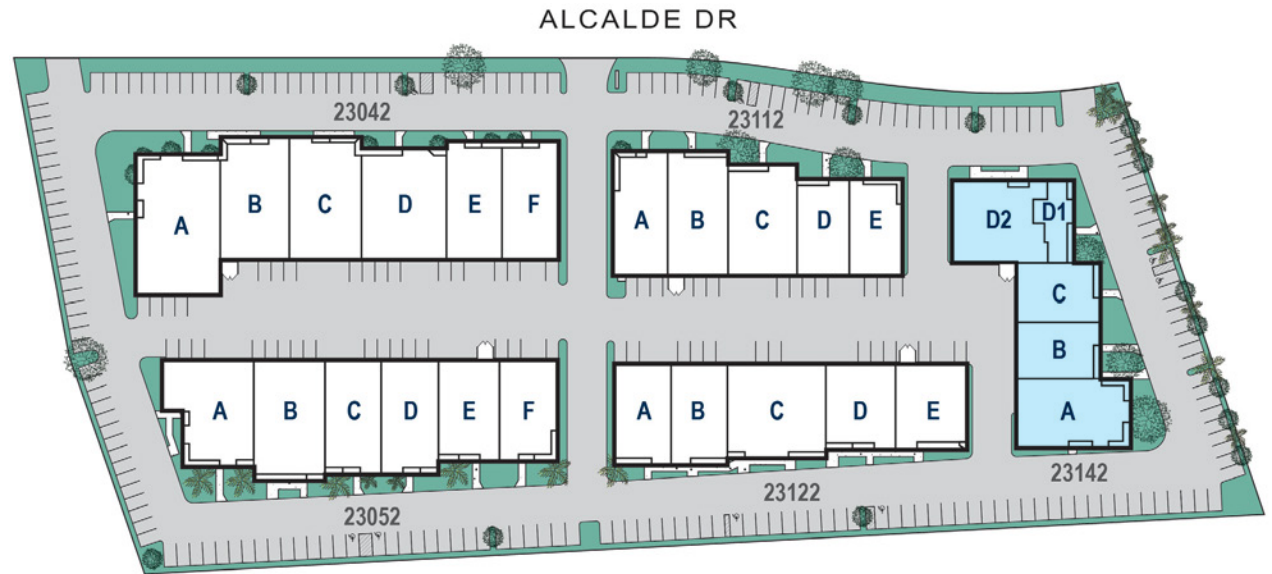 ALCALDE DR
23042
23112
A B C D E F
A B C D E
D2 D1
C
B
A
A B C D E F
A B C D E
23052
23122
23142